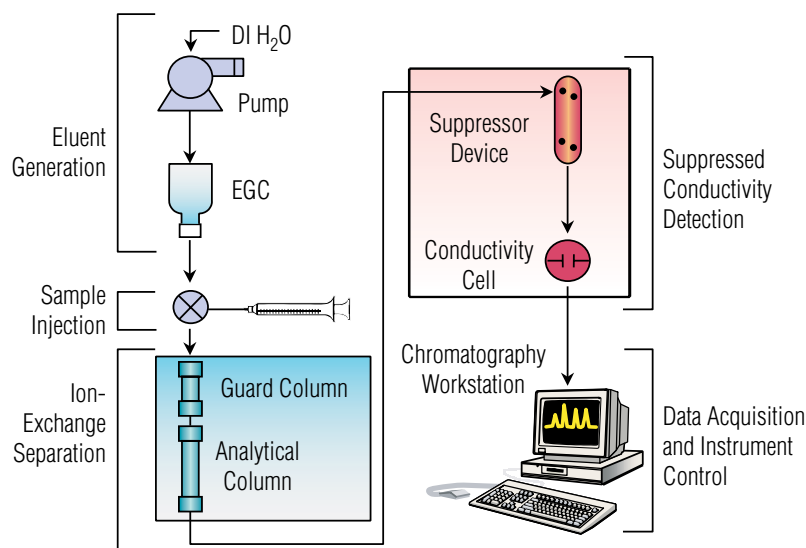 DI H₂O
Pump
Eluent
Generation
EGC
Sample
Injection
Ion-
Exchange
Separation
Guard Column
Analytical
Column
Suppressor
Device
Conductivity
Cell
Suppressed
Conductivity
Detection
Chromatography
Workstation
Data Acquisition
and Instrument
Control